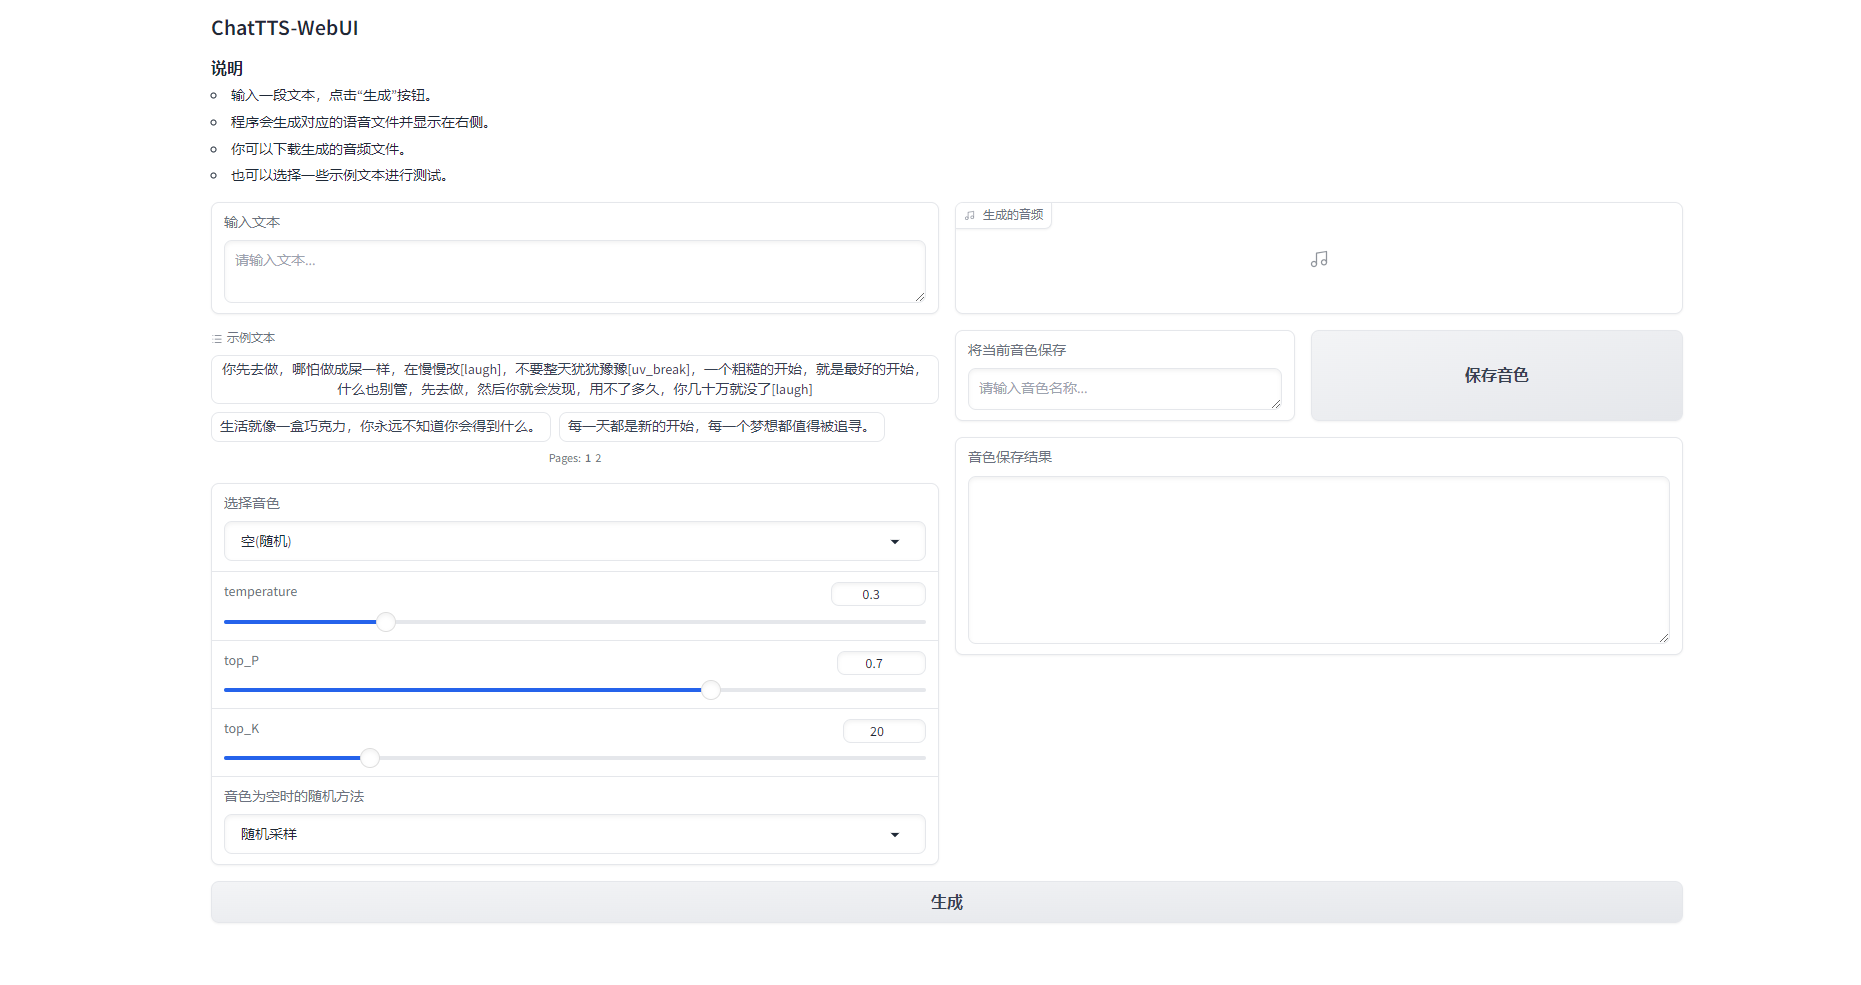 ChatTTS-WebUI
说明
输入一段文本，点击“生成”按钮。
程序会生成对应的语音文件并显示在右侧。
你可以下载生成的音频文件。
也可以选择一些示例文本进行测试。
输入文本
请输入文本...
示例文本
你先去做，哪怕做成屎一样，在慢慢改[laugh]，不要整天犹犹豫豫[uv_break]，一个粗糙的开始，就是最好的开始，
什么也别管，先去做，然后你就会发现，用不了多久，你几十万就没了[laugh]
生活就像一盒巧克力，你永远不知道你会得到什么。
每一天都是新的开始，每一个梦想都值得被追寻。
Pages: 1 2
选择音色
空(随机)
temperature
0.3
top_P
0.7
top_K
20
音色为空时的随机方法
随机采样
生成的音频
将当前音色保存
请输入音色名称...
保存音色
音色保存结果
生成